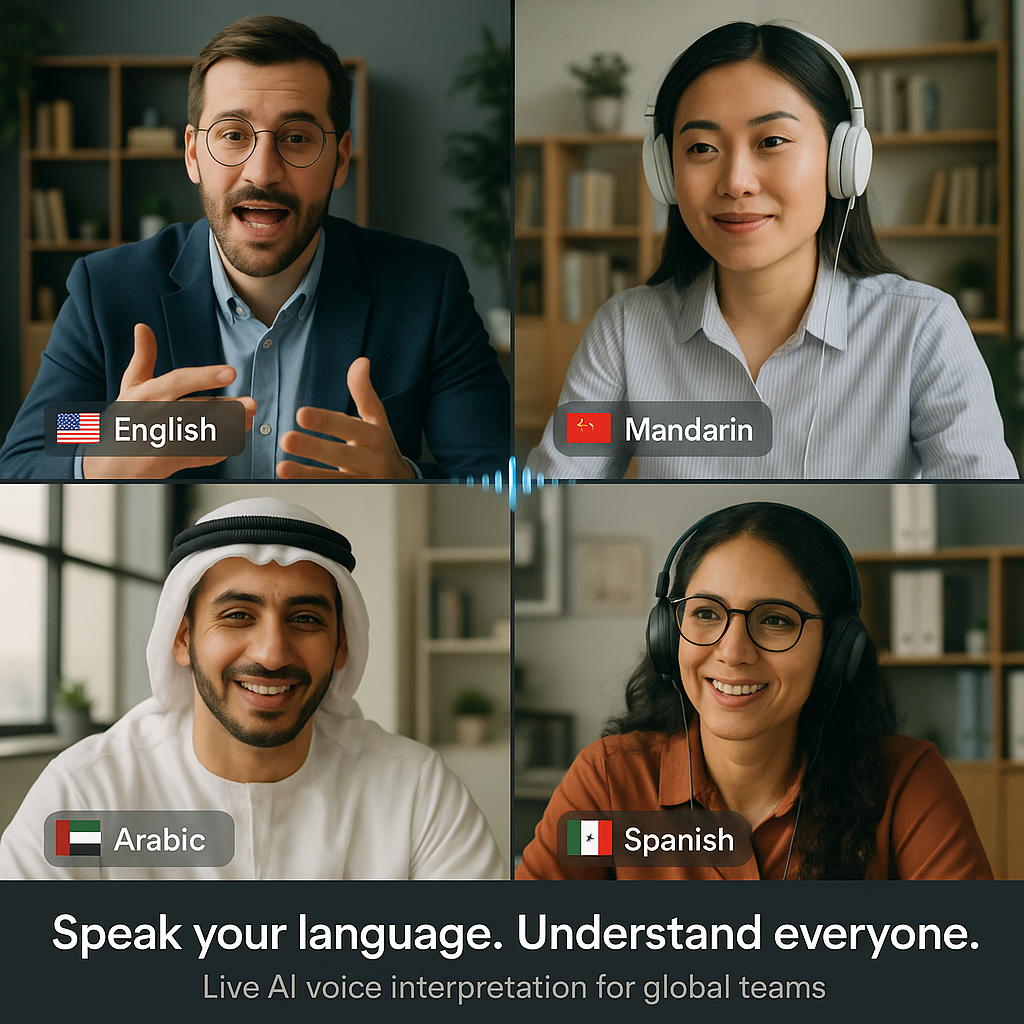 English
Mandarin
Arabic
Spanish
Speak your language. Understand everyone.
Live AI voice interpretation for global teams